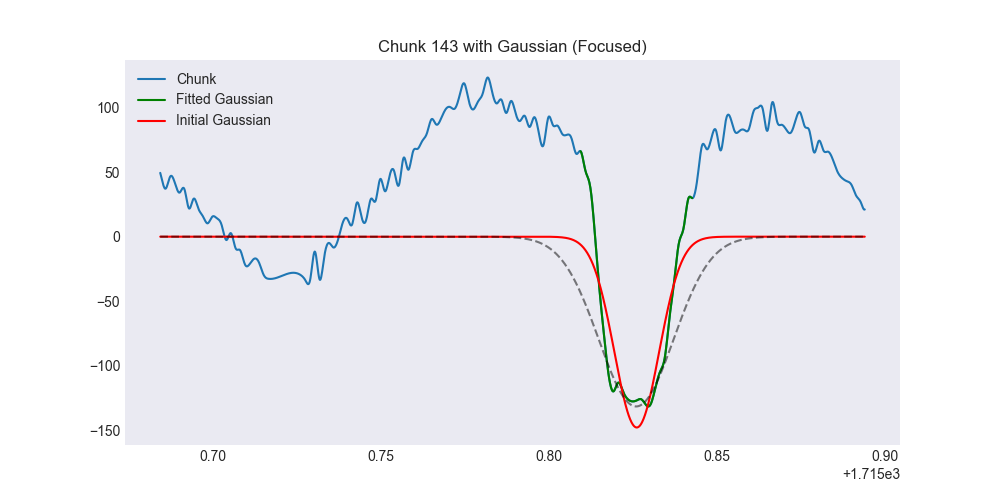 Chunk 143 with Gaussian (Focused)
Chunk
Fitted Gaussian
Initial Gaussian
100
50
0
−50
−100
−150
0.70 0.75 0.80 0.85 0.90
+1.715e3